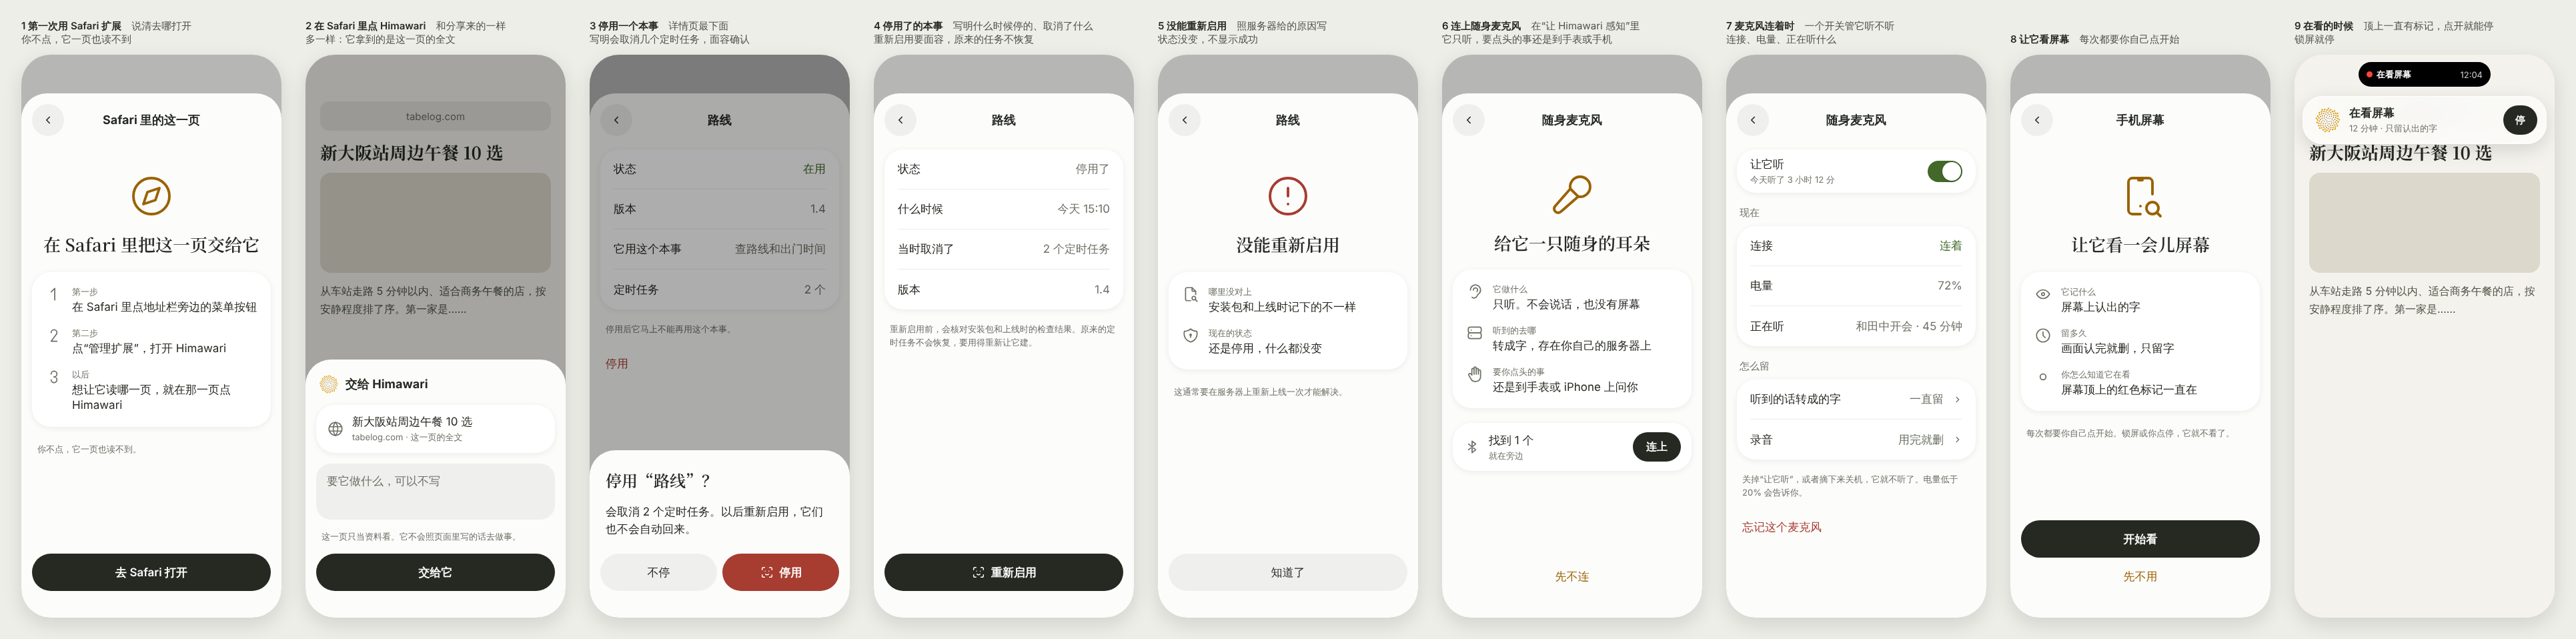 1 第一次用 Safari 扩展 说清去哪打开
你不点，它一页也读不到
Safari 里的这一页
在 Safari 里把这一页交给它
1
第一步
在 Safari 里点地址栏旁边的菜单按钮
2
第二步
点“管理扩展”，打开 Himawari
3
以后
想让它读哪一页，就在那一页点
Himawari
你不点，它一页也读不到。
去 Safari 打开
2 在 Safari 里点 Himawari 和分享来的一样
多一样：它拿到的是这一页的全文
tabelog.com
新大阪站周边午餐 10 选
从车站走路 5 分钟以内、适合商务午餐的店，按
安静程度排了序。第一家是……
交给 Himawari
新大阪站周边午餐 10 选
tabelog.com · 这一页的全文
要它做什么，可以不写
这一页只当资料看。它不会照页面里写的话去做事。
交给它
3 停用一个本事 详情页最下面
写明会取消几个定时任务，面容确认
路线
状态 在用
版本 1.4
它用这个本事 查路线和出门时间
定时任务 2 个
停用后它马上不能再用这个本事。
停用
停用“路线”？
会取消 2 个定时任务。以后重新启用，它们
也不会自动回来。
不停
停用
4 停用了的本事 写明什么时候停的、取消了什么
重新启用要面容，原来的任务不恢复
路线
状态 停用了
什么时候 今天 15:10
当时取消了 2 个定时任务
版本 1.4
重新启用前，会核对安装包和上线时的检查结果。原来的定
时任务不会恢复，要用得重新让它建。
重新启用
5 没能重新启用 照服务器给的原因写
状态没变，不显示成功
路线
没能重新启用
哪里没对上
安装包和上线时记下的不一样
现在的状态
还是停用，什么都没变
这通常要在服务器上重新上线一次才能解决。
知道了
6 连上随身麦克风 在“让 Himawari 感知”里
它只听，要点头的事还是到手表或手机
随身麦克风
给它一只随身的耳朵
它做什么
只听。不会说话，也没有屏幕
听到的去哪
转成字，存在你自己的服务器上
要你点头的事
还是到手表或 iPhone 上问你
找到 1 个
就在旁边
连上
先不连
7 麦克风连着时 一个开关管它听不听
连接、电量、正在听什么
随身麦克风
让它听
今天听了 3 小时 12 分
现在
连接 连着
电量 72%
正在听 和田中开会 · 45 分钟
怎么留
听到的话转成的字 一直留
录音 用完就删
关掉“让它听”，或者摘下来关机，它就不听了。电量低于
20% 会告诉你。
忘记这个麦克风
8 让它看屏幕 每次都要你自己点开始
手机屏幕
让它看一会儿屏幕
它记什么
屏幕上认出的字
留多久
画面认完就删，只留字
你怎么知道它在看
屏幕顶上的红色标记一直在
每次都要你自己点开始。锁屏或你点停，它就不看了。
开始看
先不用
9 在看的时候 顶上一直有标记，点开就能停
锁屏就停
在看屏幕 12:04
在看屏幕
12 分钟 · 只留认出的字
停
新大阪站周边午餐 10 选
从车站走路 5 分钟以内、适合商务午餐的店，按
安静程度排了序。第一家是……